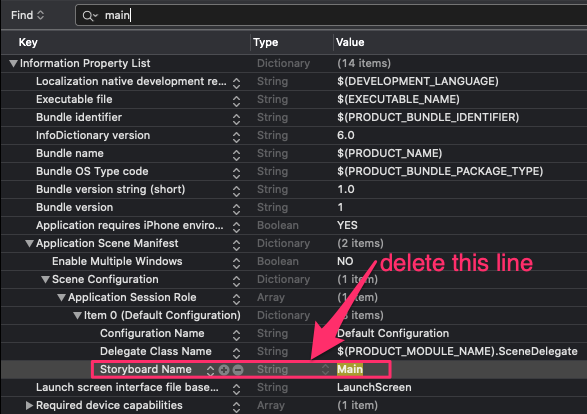 Find main
Key Type Value
Information Property List Dictionary (14 items)
Localization native development re... String $(DEVELOPMENT_LANGUAGE)
Executable file String $(EXECUTABLE_NAME)
Bundle identifier String $(PRODUCT_BUNDLE_IDENTIFIER)
InfoDictionary version String 6.0
Bundle name String $(PRODUCT_NAME)
Bundle OS Type code String $(PRODUCT_BUNDLE_PACKAGE_TYPE)
Bundle version string (short) String 1.0
Bundle version String 1
Application requires iPhone enviro... Boolean YES
Application Scene Manifest Dictionary (2 items)
Enable Multiple Windows Boolean NO
Scene Configuration Dictionary (1 item)
delete this line
Application Session Role Array item)
Item 0 (Default Configuration) Dictionary items)
Configuration Name String Default Configuration
Delegate Class Name String $(PRODUCT_MODULE_NAME).SceneDelegate
Storyboard Name String Main
Launch screen interface file base... String LaunchScreen
Required device capabilities Array (1 item)